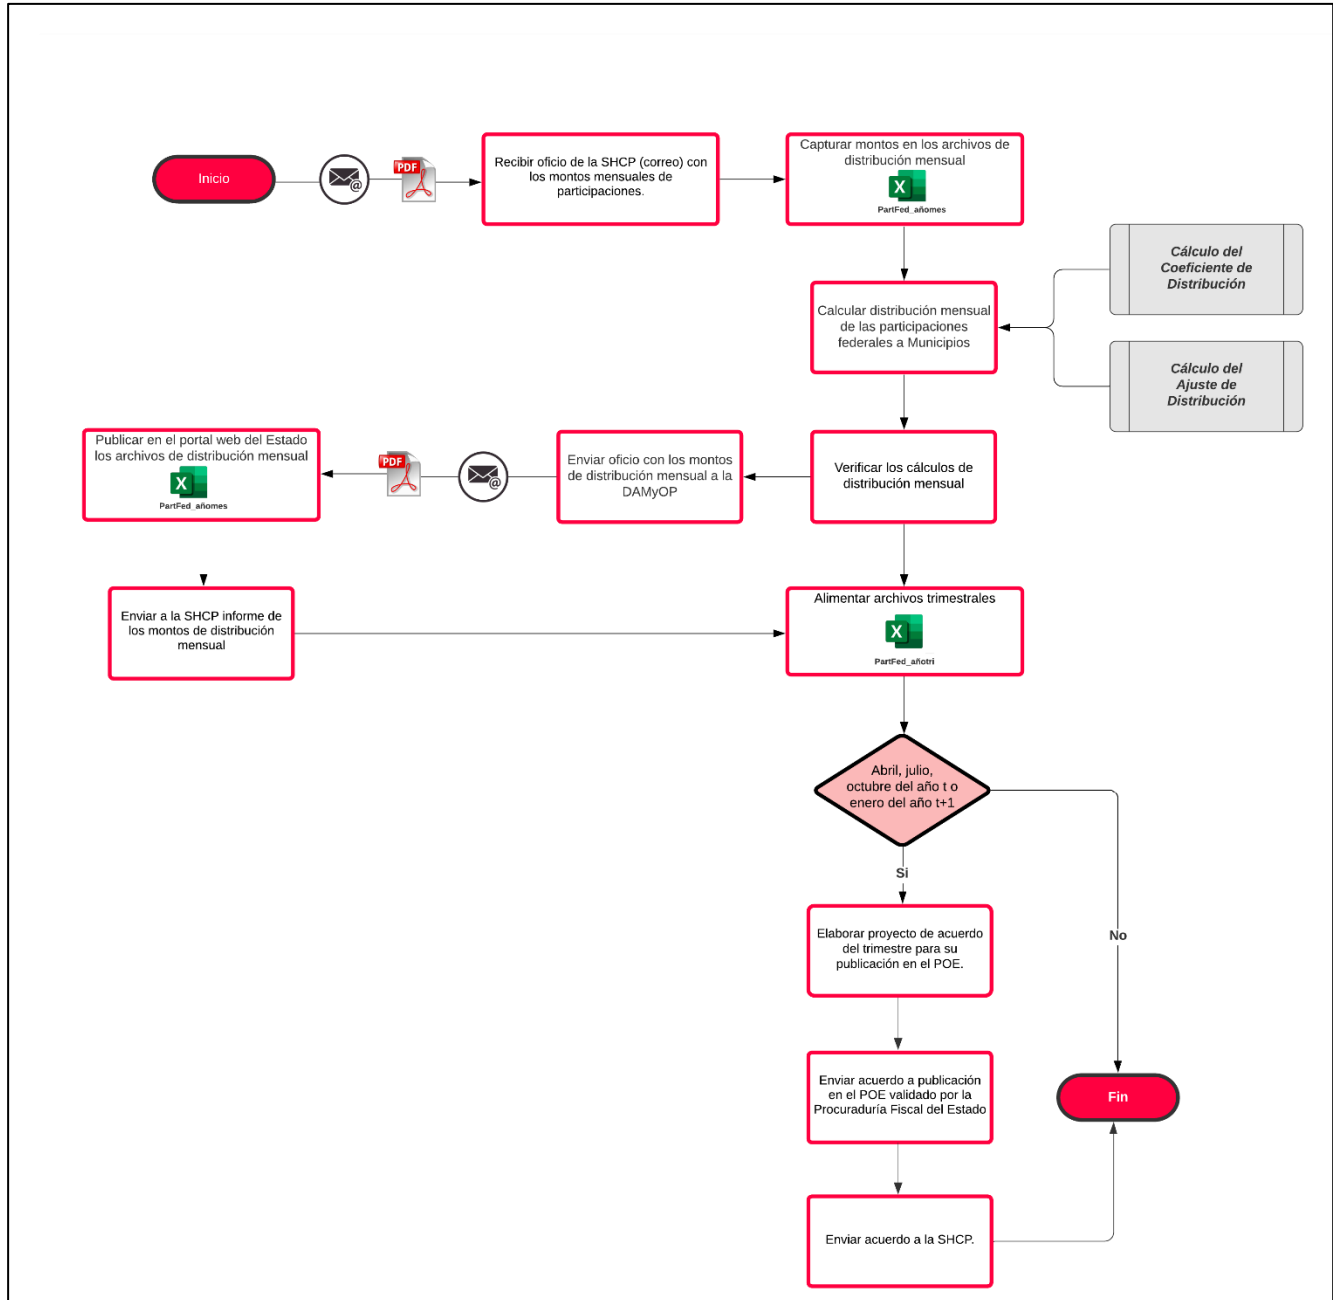 Inicio
@
PDF
Recibir oficio de la SHCP (correo) con
los montos mensuales de
participaciones.
Capturar montos en los archivos de
distribución mensual
X
PartFed_añomes
Cálculo del
Coeficiente de
Distribución
Calcular distribución mensual
de las participaciones
federales a Municipios
Cálculo del
Ajuste de
Distribución
Publicar en el portal web del Estado
los archivos de distribución mensual
X
PartFed_añomes
PDF
@
Enviar oficio con los montos
de distribución mensual a la
DAMyOP
Verificar los cálculos de
distribución mensual
Enviar a la SHCP informe de
los montos de distribución
mensual
Alimentar archivos trimestrales
X
PartFed_añotri
Abril, julio,
octubre del año t o
enero del año t+1
Si
No
Elaborar proyecto de acuerdo
del trimestre para su
publicación en el POE.
Enviar acuerdo a publicación
en el POE validado por la
Procuraduría Fiscal del Estado
Fin
Enviar acuerdo a la SHCP.